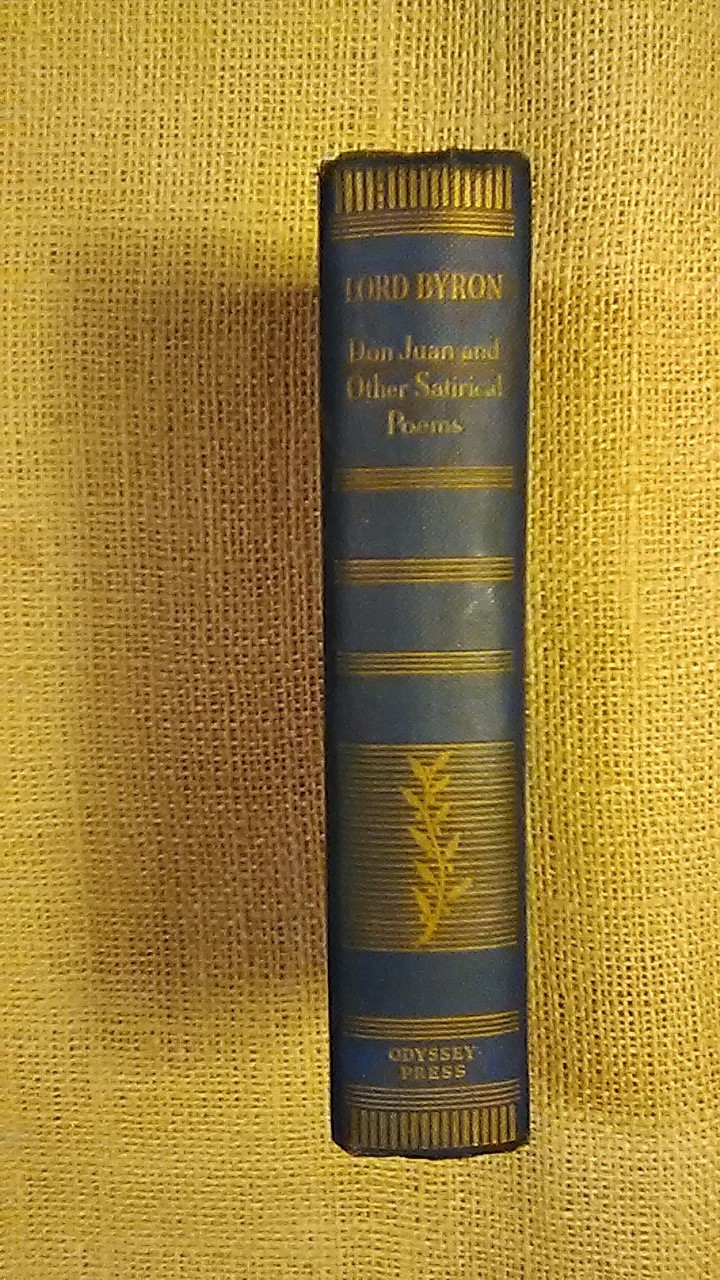 LORD BYRON
Don Juan and
Other Satirical
Poems
ODYSSEY
PRESS